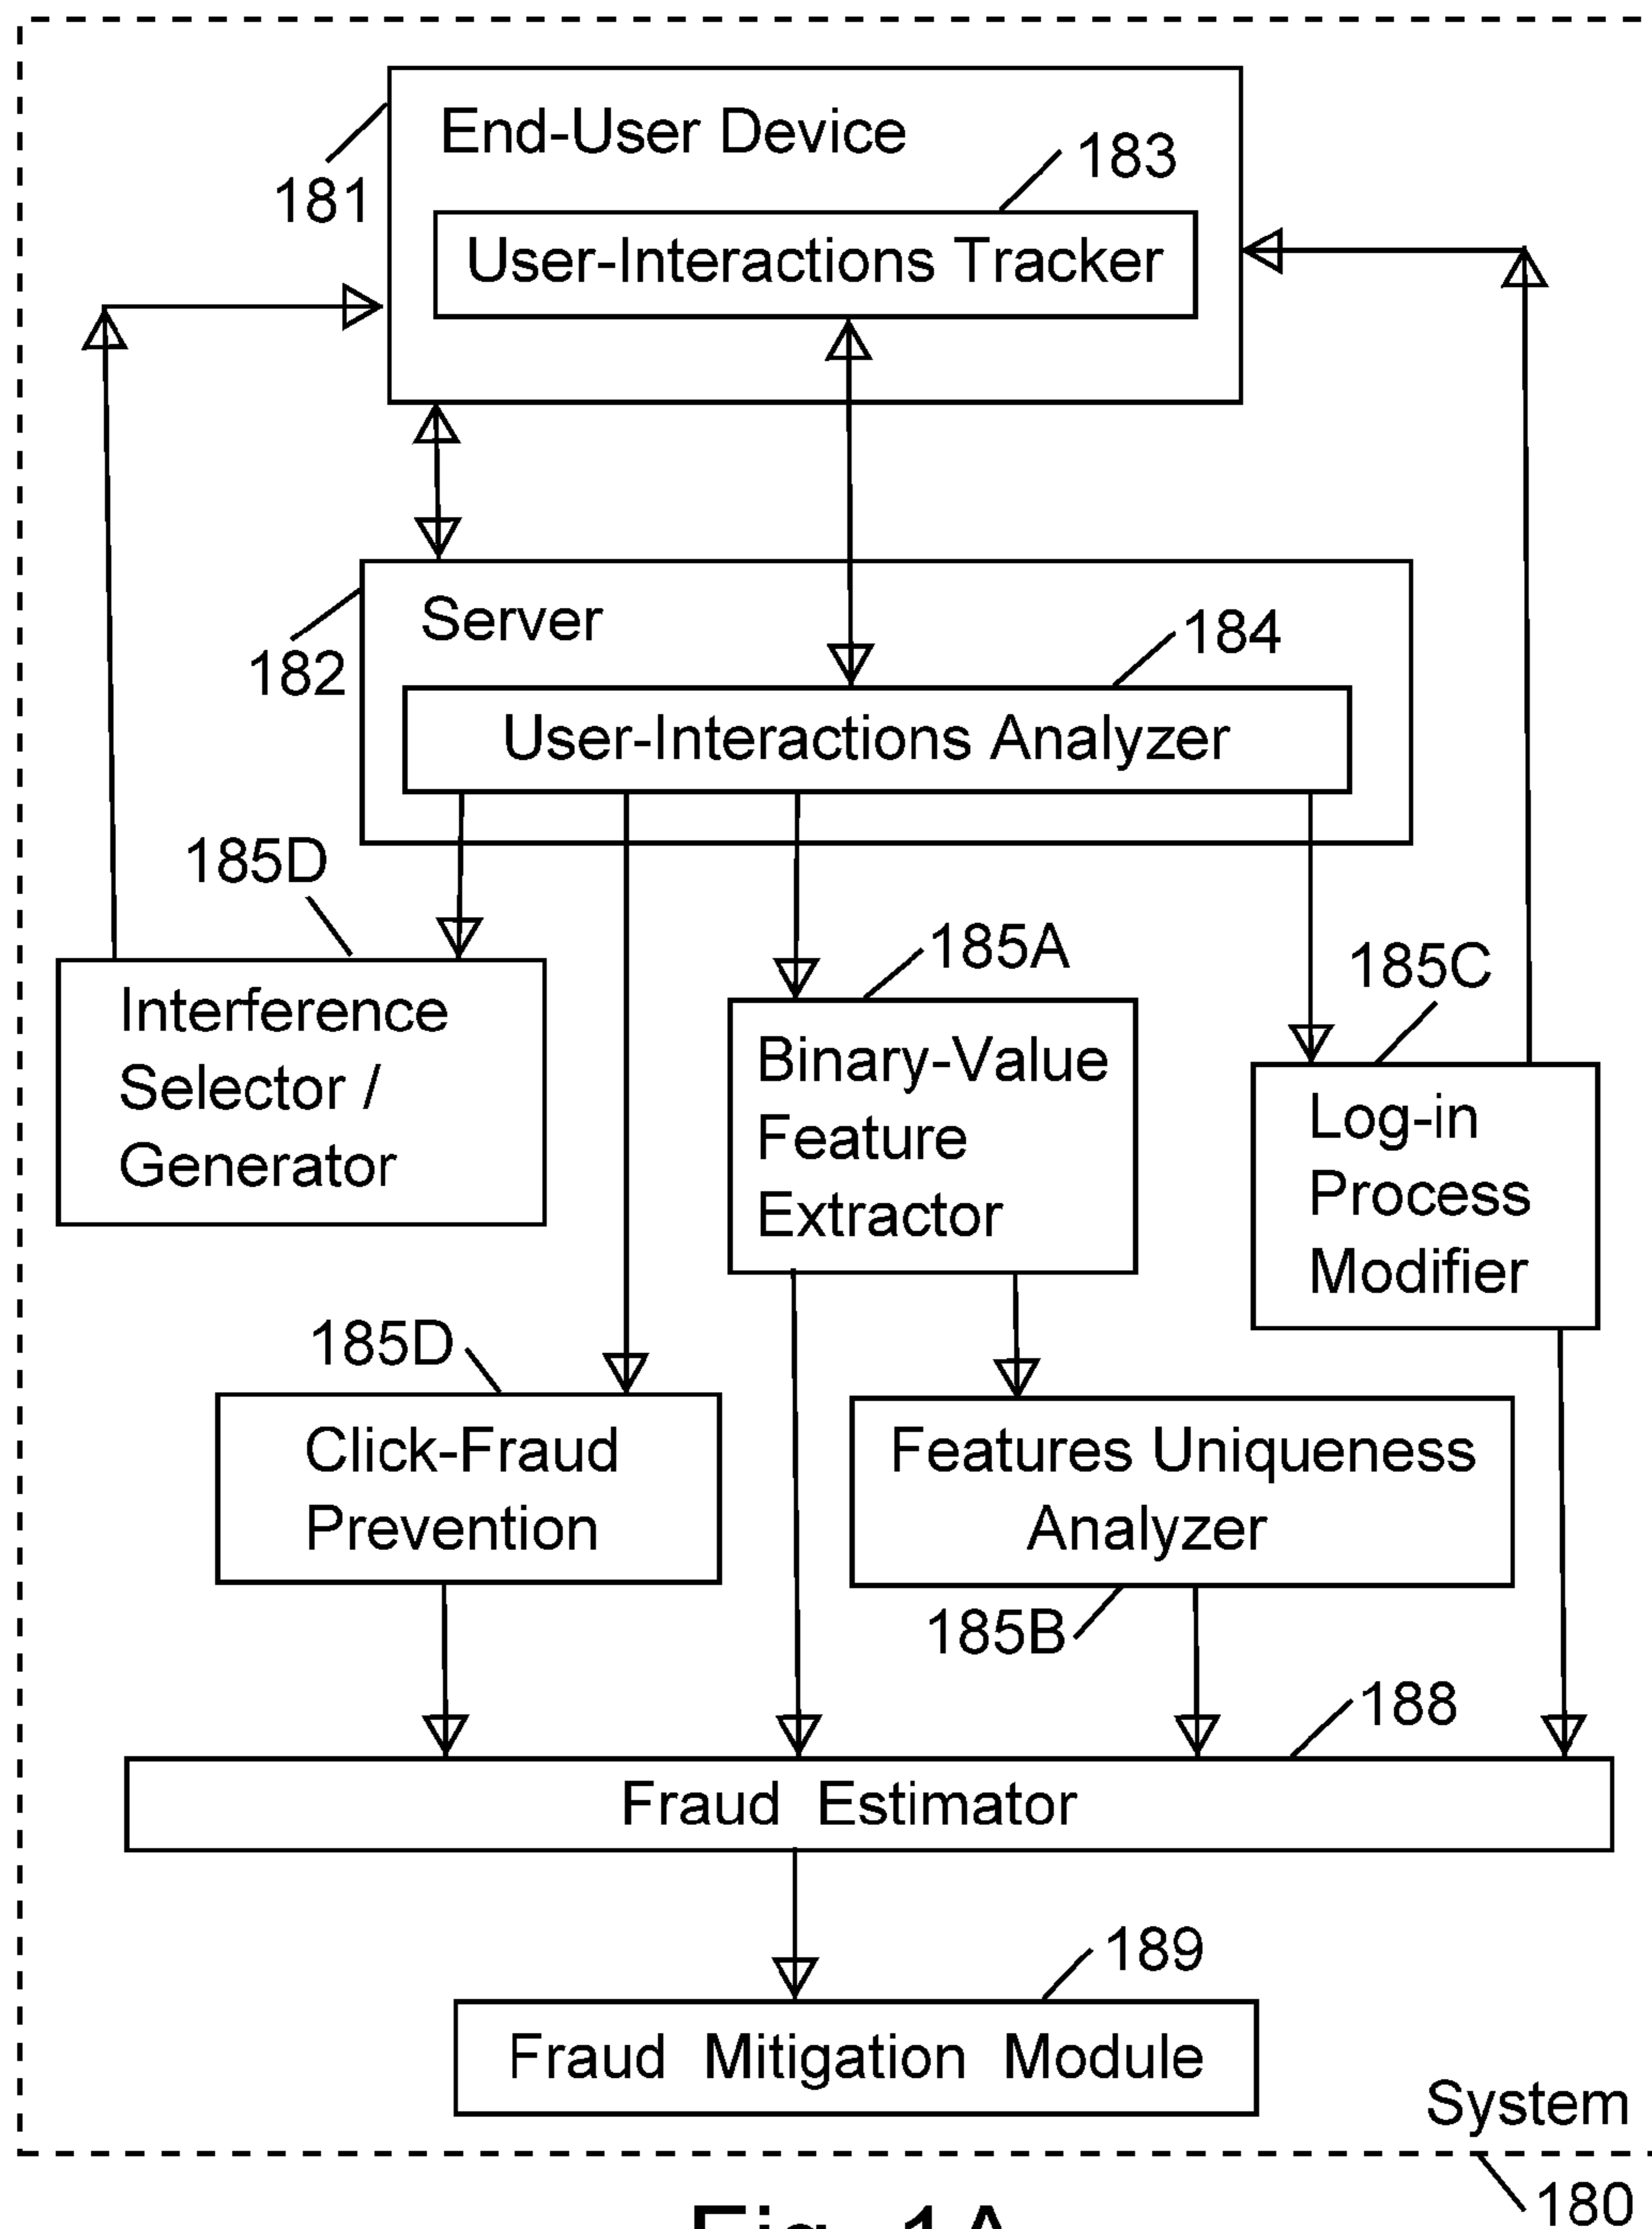 End-User Device
183
181
User-Interactions Tracker
Server
184
182
User-Interactions Analyzer
185D
185A
185C
Interference
Selector /
Generator
Binary-Value
Feature
Extractor
Log-in
Process
Modifier
185D
Click-Fraud
Prevention
Features Uniqueness
Analyzer
185B
188
Fraud Estimator
189
Fraud Mitigation Module
System
180
Fig. 1A